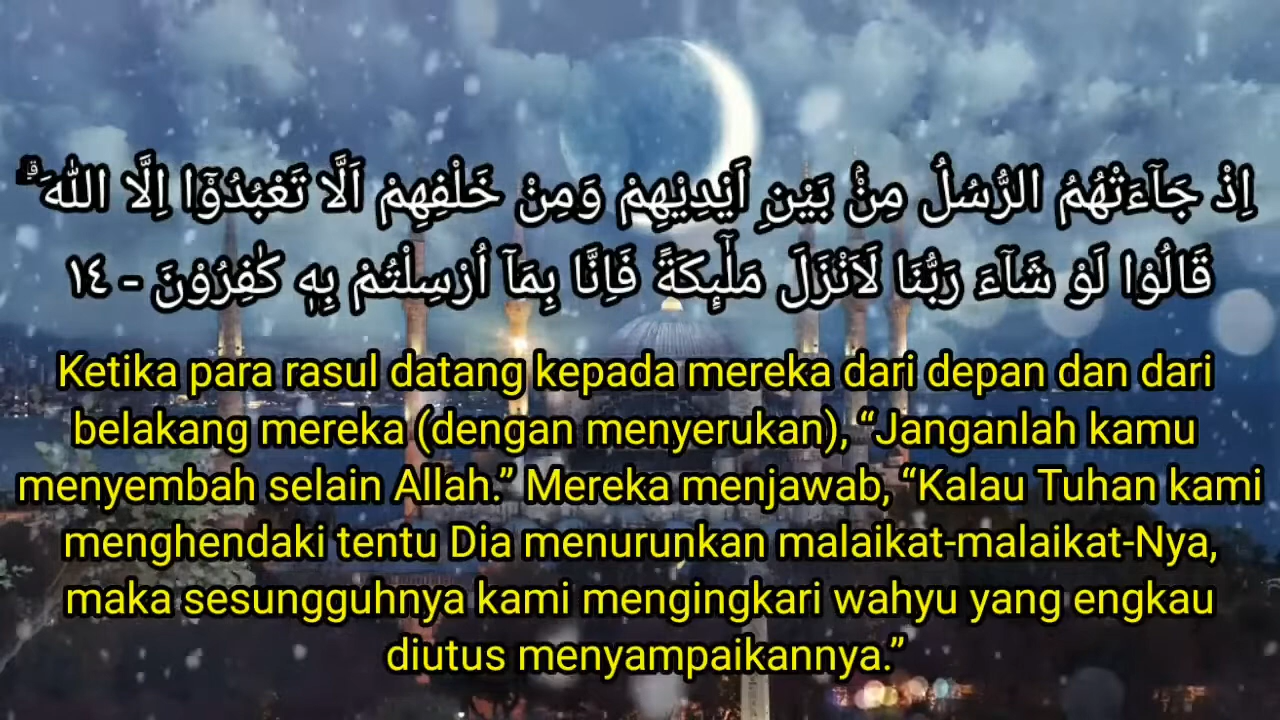 اِذْ جَاۤءَتْهُمُ الرُّسُلُ مِنْۢ بَيْنِ اَيْدِيْهِمْ وَمِنْ خَلْفِهِمْ اَلَّا تَعْبُدُوْٓا اِلَّا اللّٰهَ ۗ
قَالُوْا لَوْ شَاۤءَ رَبُّنَا لَاَنْزَلَ مَلٰۤىِٕكَةً فَاِنَّا بِمَآ اُرْسِلْتُمْ بِهٖ كٰفِرُوْنَ - ١٤
Ketika para rasul datang kepada mereka dari depan dan dari
belakang mereka (dengan menyerukan), “Janganlah kamu
menyembah selain Allah.” Mereka menjawab, “Kalau Tuhan kami
menghendaki tentu Dia menurunkan malaikat-malaikat-Nya,
maka sesungguhnya kami mengingkari wahyu yang engkau
diutus menyampaikannya.”